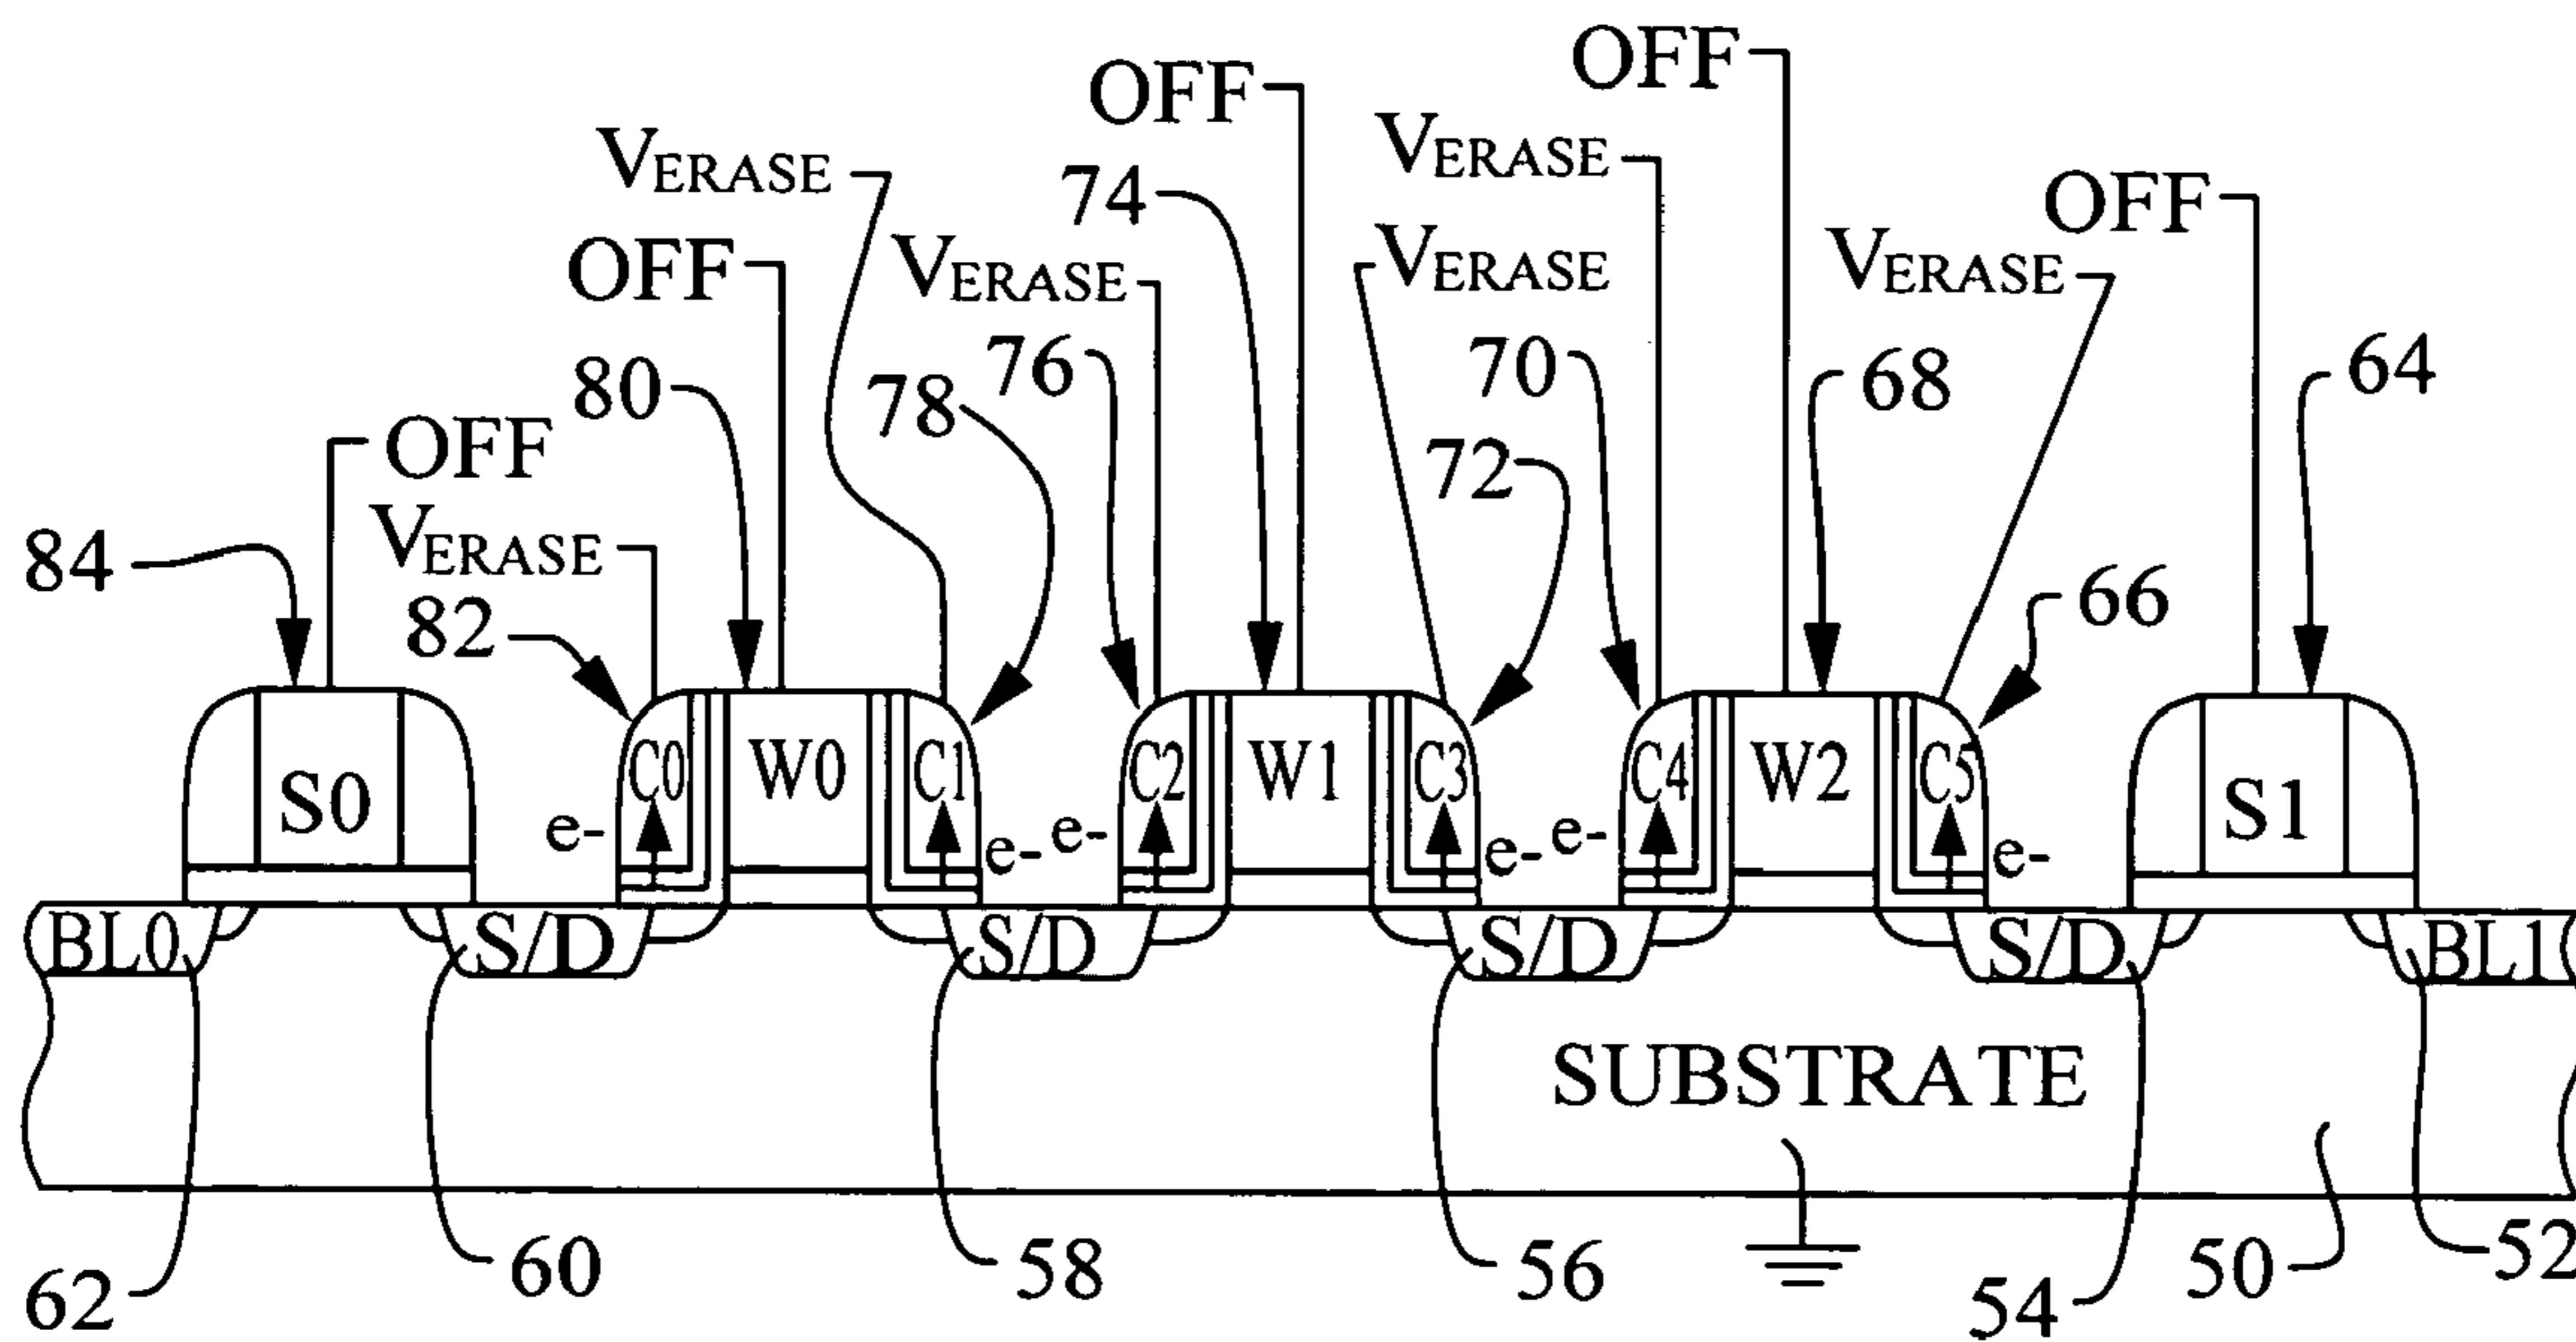 OFF
OFF
VERASE
VERASE
74
OFF
VERASE
OFF
VERASE
VERASE
80
78
76
70
68
64
OFF
72
84
VERASE
82
66
S0
C0
W0
C1
C2
W1
C3
C4
W2
C5
S1
e-
e-
e-
e-
e-
e-
BL0
S/D
S/D
S/D
S/D
BL1
SUBSTRATE
62
60
58
56
54
50
52